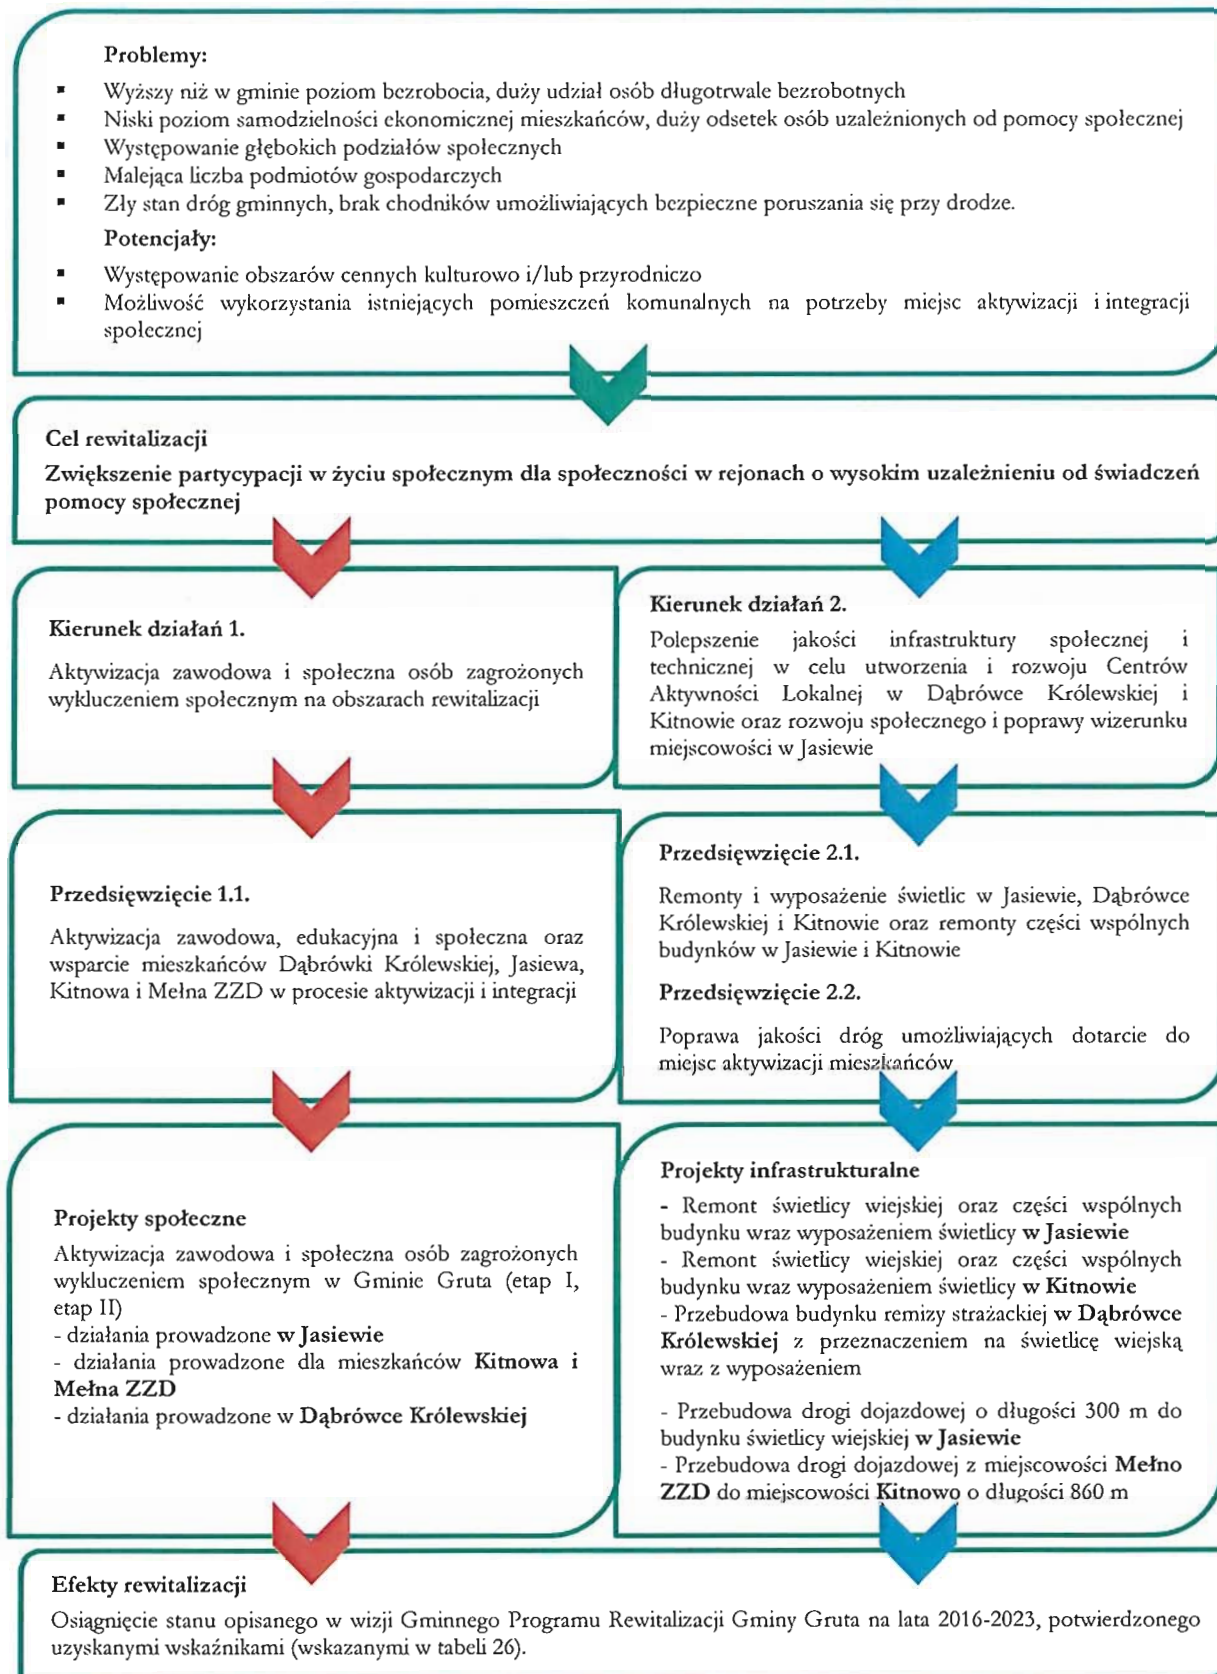 Problemy:
▪ Wyższy niż w gminie poziom bezrobocia, duży udział osób długotrwale bezrobotnych
▪ Niski poziom samodzielności ekonomicznej mieszkańców, duży odsetek osób uzależnionych od pomocy społecznej
▪ Występowanie głębokich podziałów społecznych
▪ Malejąca liczba podmiotów gospodarczych
▪ Zły stan dróg gminnych, brak chodników umożliwiających bezpieczne poruszania się przy drodze.
Potencjały:
▪ Występowanie obszarów cennych kulturowo i/lub przyrodniczo
▪ Możliwość wykorzystania istniejących pomieszczeń komunalnych na potrzeby miejsc aktywizacji i integracji
społecznej
Cel rewitalizacji
Zwiększenie partycypacji w życiu społecznym dla społeczności w rejonach o wysokim uzależnieniu od świadczeń
pomocy społecznej
Kierunek działań 1.
Aktywizacja zawodowa i społeczna osób zagrożonych
wykluczeniem społecznym na obszarach rewitalizacji
Kierunek działań 2.
Polepszenie jakości infrastruktury społecznej i
technicznej w celu utworzenia i rozwoju Centrów
Aktywności Lokalnej w Dąbrówce Królewskiej i
Kitnowie oraz rozwoju społecznego i poprawy wizerunku
miejscowości w Jasiewie
Przedsięwzięcie 1.1.
Aktywizacja zawodowa, edukacyjna i społeczna oraz
wsparcie mieszkańców Dąbrówki Królewskiej, Jasiewa,
Kitnowa i Mełna ZZD w procesie aktywizacji i integracji
Przedsięwzięcie 2.1.
Remonty i wyposażenie świetlic w Jasiewie, Dąbrówce
Królewskiej i Kitnowie oraz remonty części wspólnych
budynków w Jasiewie i Kitnowie
Przedsięwzięcie 2.2.
Poprawa jakości dróg umożliwiających dotarcie do
miejsc aktywizacji mieszkańców
Projekty społeczne
Aktywizacja zawodowa i społeczna osób zagrożonych
wykluczeniem społecznym w Gminie Gruta (etap I,
etap II)
- działania prowadzone w Jasiewie
- działania prowadzone dla mieszkańców Kitnowa i
Mełna ZZD
- działania prowadzone w Dąbrówce Królewskiej
Projekty infrastrukturalne
- Remont świetlicy wiejskiej oraz części wspólnych
budynku wraz wyposażeniem świetlicy w Jasiewie
- Remont świetlicy wiejskiej oraz części wspólnych
budynku wraz wyposażeniem świetlicy w Kitnowie
- Przebudowa budynku remizy strażackiej w Dąbrówce
Królewskiej z przeznaczeniem na świetlicę wiejską
wraz z wyposażeniem
- Przebudowa drogi dojazdowej o długości 300 m do
budynku świetlicy wiejskiej w Jasiewie
- Przebudowa drogi dojazdowej z miejscowości Mełno
ZZD do miejscowości Kitnowo o długości 860 m
Efekty rewitalizacji
Osiągnięcie stanu opisanego w wizji Gminnego Programu Rewitalizacji Gminy Gruta na lata 2016-2023, potwierdzonego
uzyskanymi wskaźnikami (wskazanymi w tabeli 26).